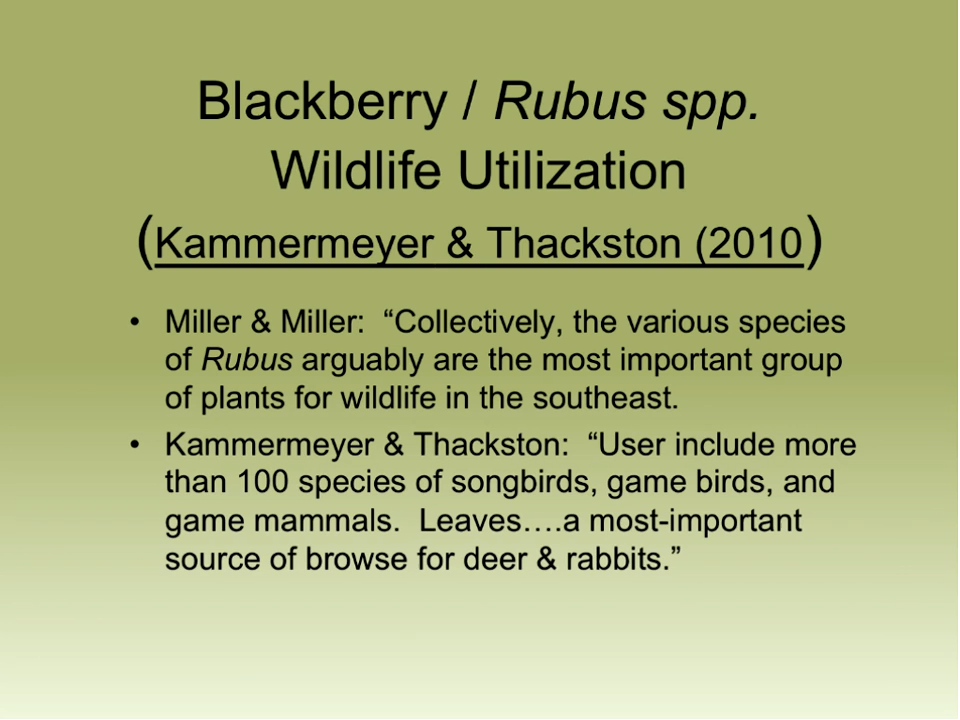 Blackberry / Rubus spp.
Wildlife Utilization
(Kammermeyer & Thackston (2010)
• Miller & Miller:  “Collectively, the various species
of Rubus arguably are the most important group
of plants for wildlife in the southeast.
• Kammermeyer & Thackston:  “User include more
than 100 species of songbirds, game birds, and
game mammals.  Leaves….a most-important
source of browse for deer & rabbits.”